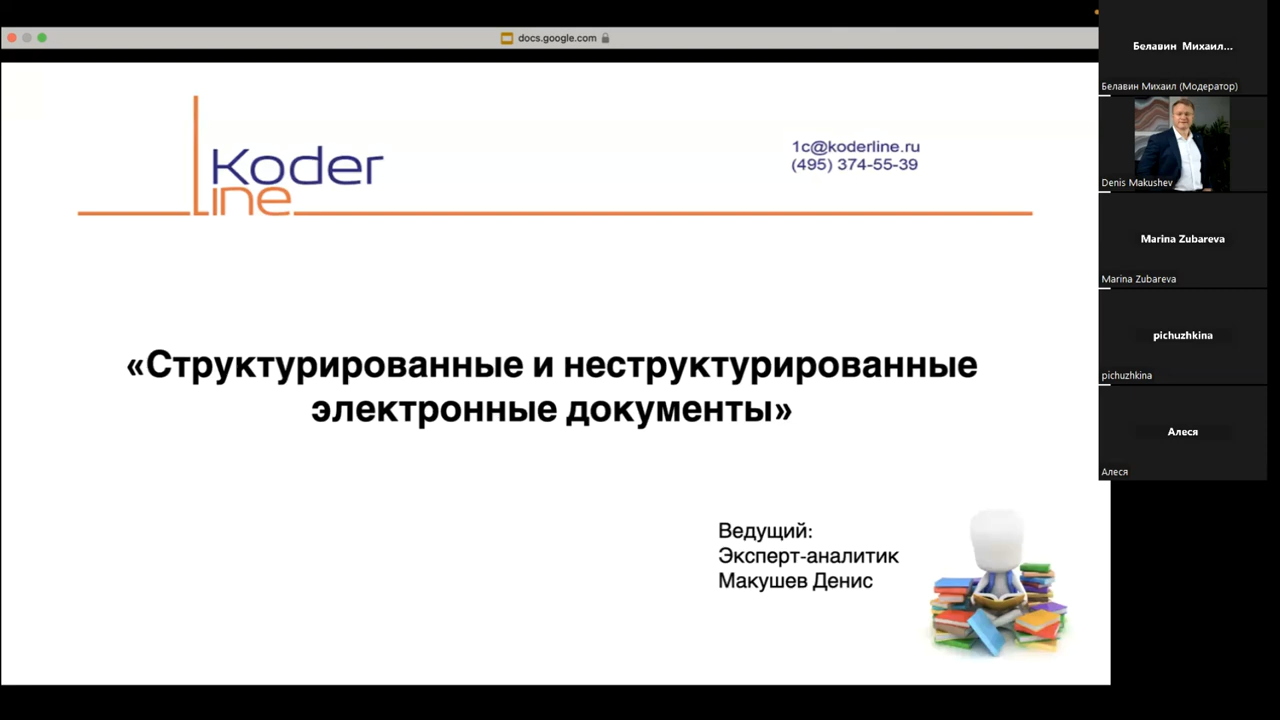 docs.google.com
Koder
Line
1c@koderline.ru
(495) 374-55-39
«Структурированные и неструктурированные
электронные документы»
Ведущий:
Эксперт-аналитик
Макушев Денис
Белавин Михаил...
Белавин Михаил (Модератор)
Denis Makushev
Marina Zubareva
Marina Zubareva
pichuzhkina
pichuzhkina
Алеся
Алеся